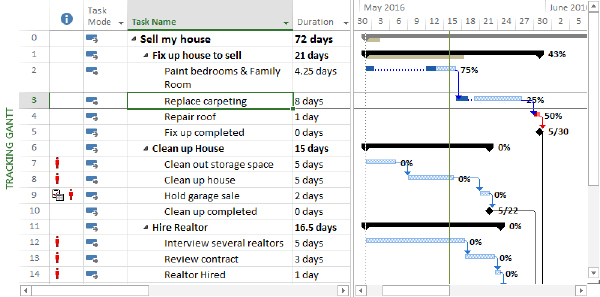 Task Mode Task Name Duration May 2016 June 2016
30 3 6 9 12 15 18 21 24 27 30 2 5
0 Sell my house 72 days
1 Fix up house to sell 21 days 43%
2 Paint bedrooms & Family Room 4.25 days 75%
3 Replace carpeting 8 days 25%
4 Repair roof 1 day 50%
5 Fix up completed 0 days 5/30
6 Clean up House 15 days 0%
7 Clean out storage space 5 days 0%
8 Clean up house 5 days 0%
9 Hold garage sale 2 days 0%
10 Clean up completed 0 days 5/22
11 Hire Realtor 16.5 days 0%
12 Interview several realtors 5 days 0%
13 Review contract 3 days 0%
14 Realtor Hired 1 day 0%
TRACKING GANTT